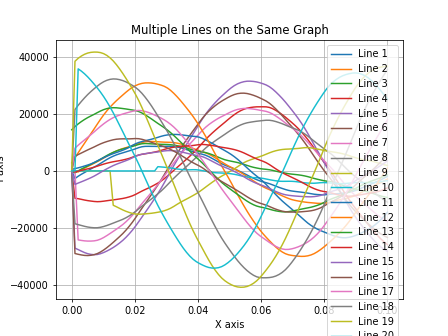 Multiple Lines on the Same Graph
40000
20000
0
−20000
−40000
axis
0.00
0.02
0.04
0.06
X axis
Line 1
Line 2
Line 3
Line 4
Line 5
Line 6
Line 7
Line 8
Line 9
Line 10
Line 11
Line 12
Line 13
Line 14
Line 15
Line 16
Line 17
Line 18
Line 19
Line 20